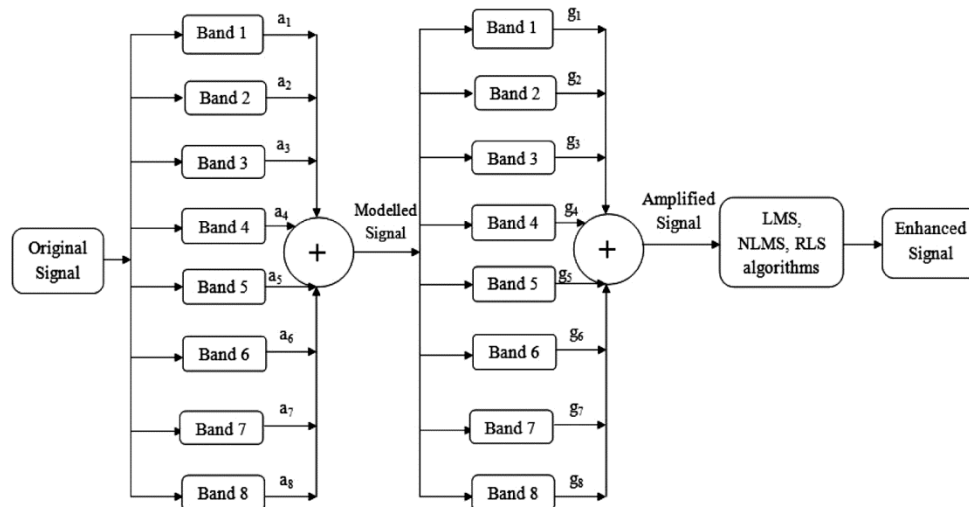 Original
Signal
Band 1
a₁
Band 2
a₂
Band 3
a₃
Band 4
a₄
Band 5
a₅
Band 6
a₆
Band 7
a₇
Band 8
a₈
+
Modelled
Signal
Band 1
g₁
Band 2
g₂
Band 3
g₃
Band 4
g₄
Band 5
g₅
Band 6
g₆
Band 7
g₇
Band 8
g₈
+
Amplified
Signal
LMS,
NLMS, RLS
algorithms
Enhanced
Signal